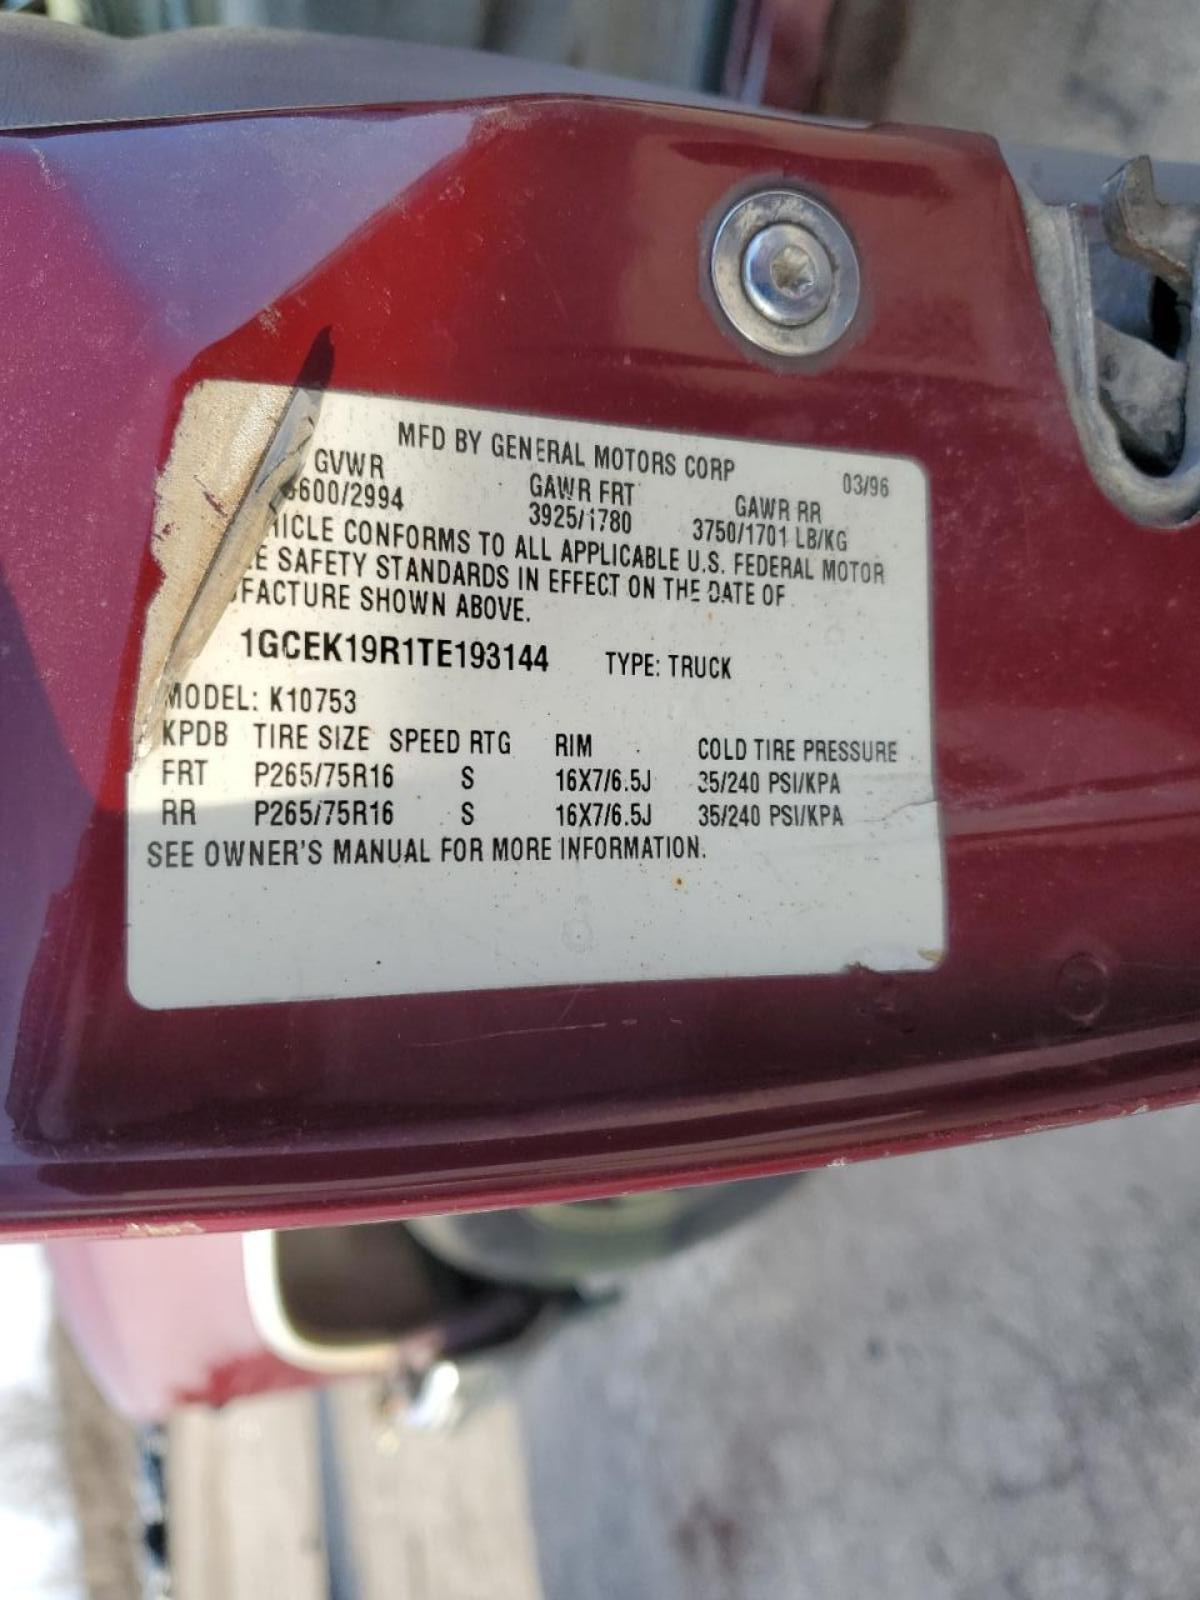 MFD BY GENERAL MOTORS CORP 03/96
GVWR GAWR FRT GAWR RR
6600/2994 3925/1780 3750/1701 LB/KG
HICLE CONFORMS TO ALL APPLICABLE U.S. FEDERAL MOTOR
LE SAFETY STANDARDS IN EFFECT ON THE DATE OF
FACTURE SHOWN ABOVE.
1GCEK19R1TE193144 TYPE: TRUCK
MODEL: K10753
KPDB TIRE SIZE SPEED RTG RIM COLD TIRE PRESSURE
FRT P265/75R16 S 16X7/6.5J 35/240 PSI/KPA
RR P265/75R16 S 16X7/6.5J 35/240 PSI/KPA
SEE OWNER'S MANUAL FOR MORE INFORMATION.